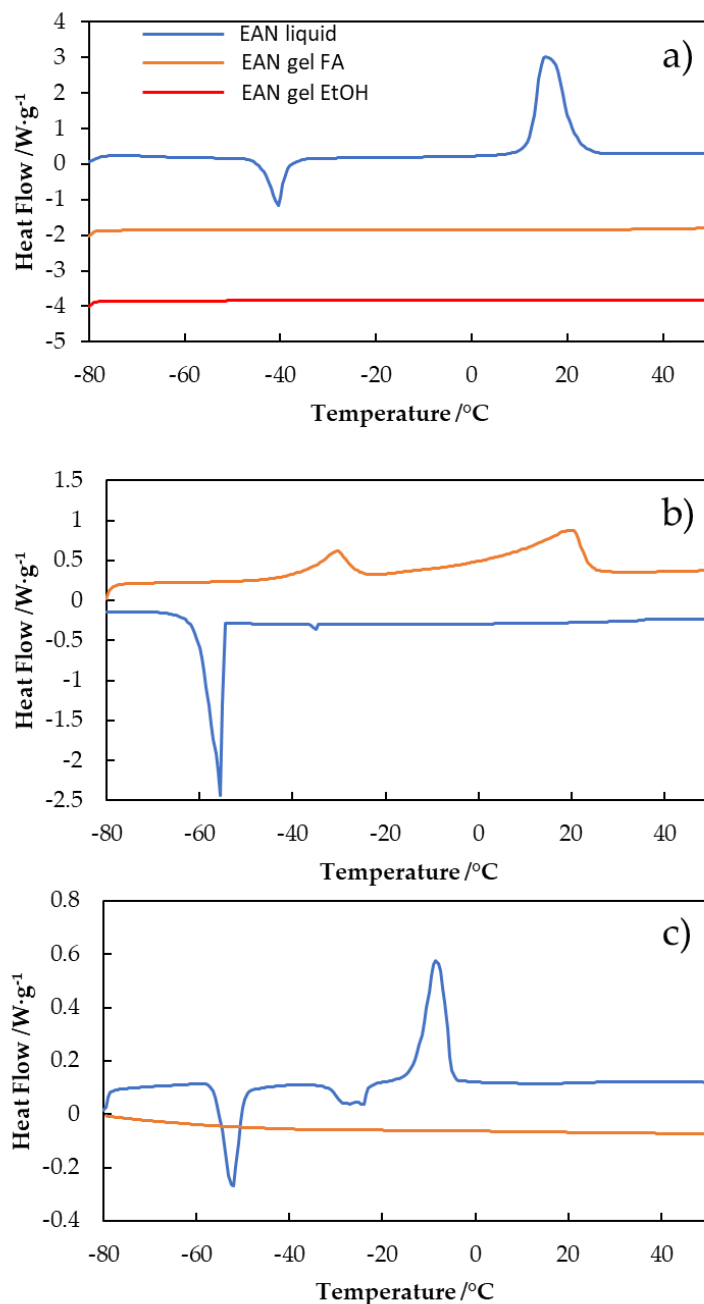 4
EAN liquid
a)
3
EAN gel FA
2
EAN gel EtOH
1
0
-1
-2
-3
-4
-5
Heat Flow /W·g-1
-80 -60 -40 -20 0 20 40
Temperature /°C
1.5
b)
1
0.5
0
-0.5
-1
-1.5
-2
-2.5
Heat Flow /W·g-1
-80 -60 -40 -20 0 20 40
Temperature /°C
0.8
c)
0.6
0.4
0.2
0
-0.2
-0.4
Heat Flow /W·g-1
-80 -60 -40 -20 0 20 40
Temperature /°C